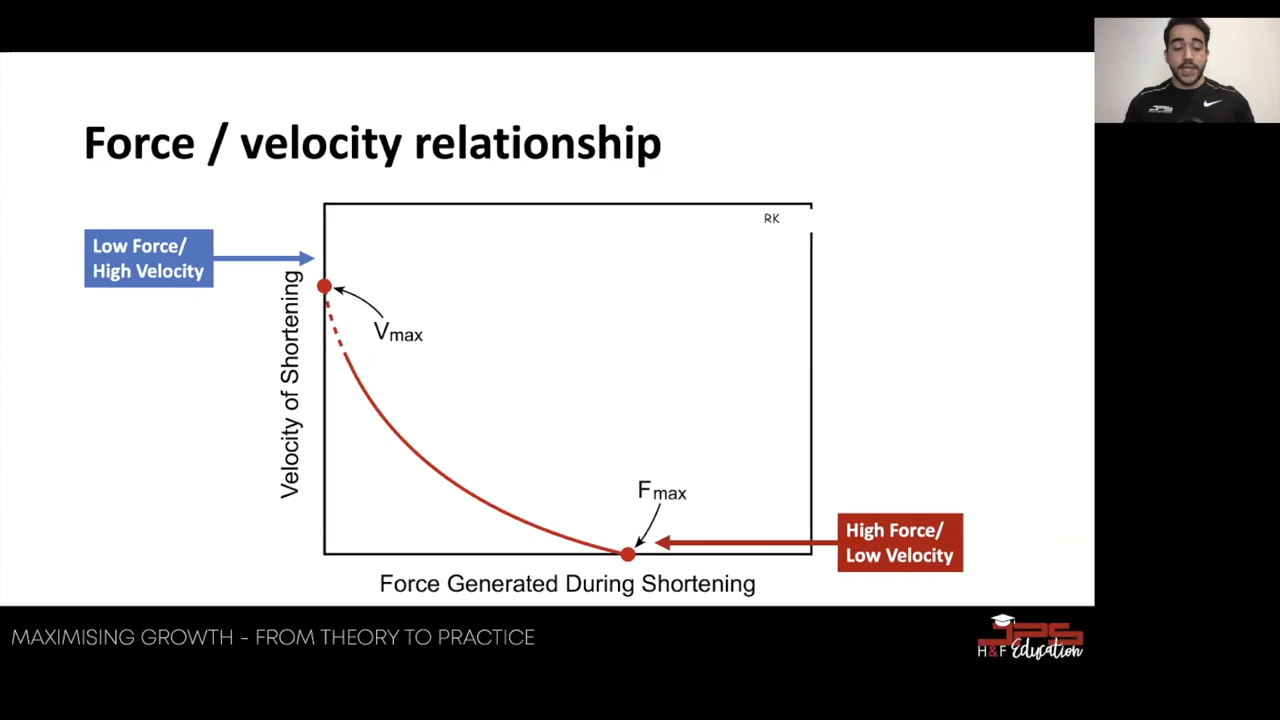 Force / velocity relationship
RK
Low Force/
High Velocity
Velocity of Shortening
Vmax
Fmax
High Force/
Low Velocity
Force Generated During Shortening
MAXIMISING GROWTH - FROM THEORY TO PRACTICE
JPS
H&F Education